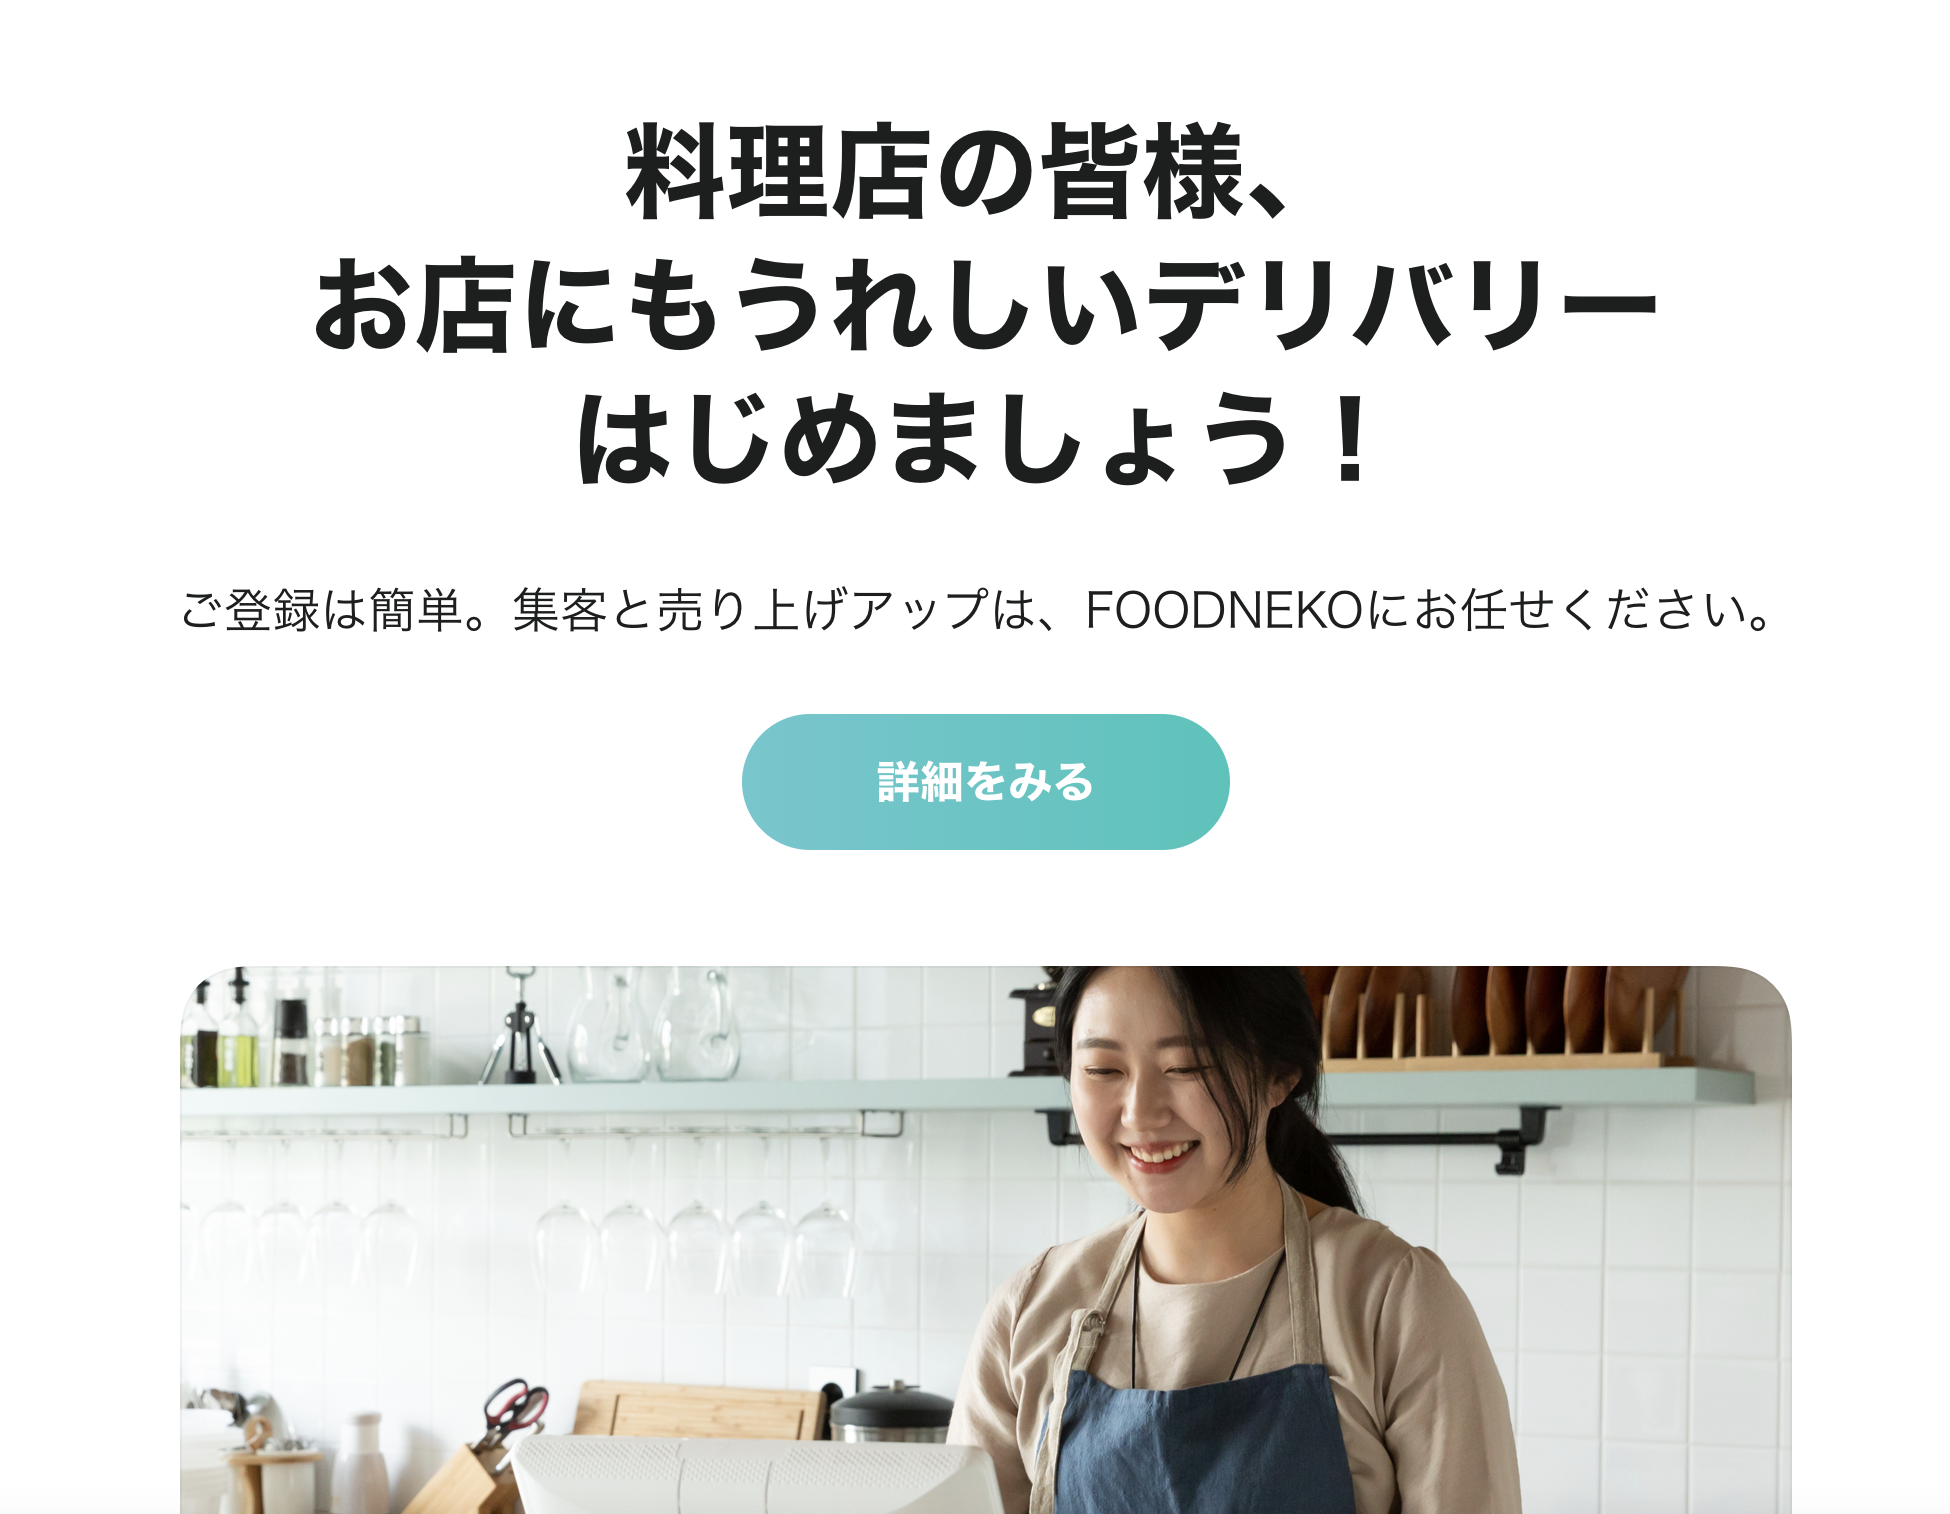 料理店の皆様、
お店にもうれしいデリバリー
はじめましょう！
ご登録は簡単。集客と売り上げアップは、FOODNEKOにお任せください。
詳細をみる